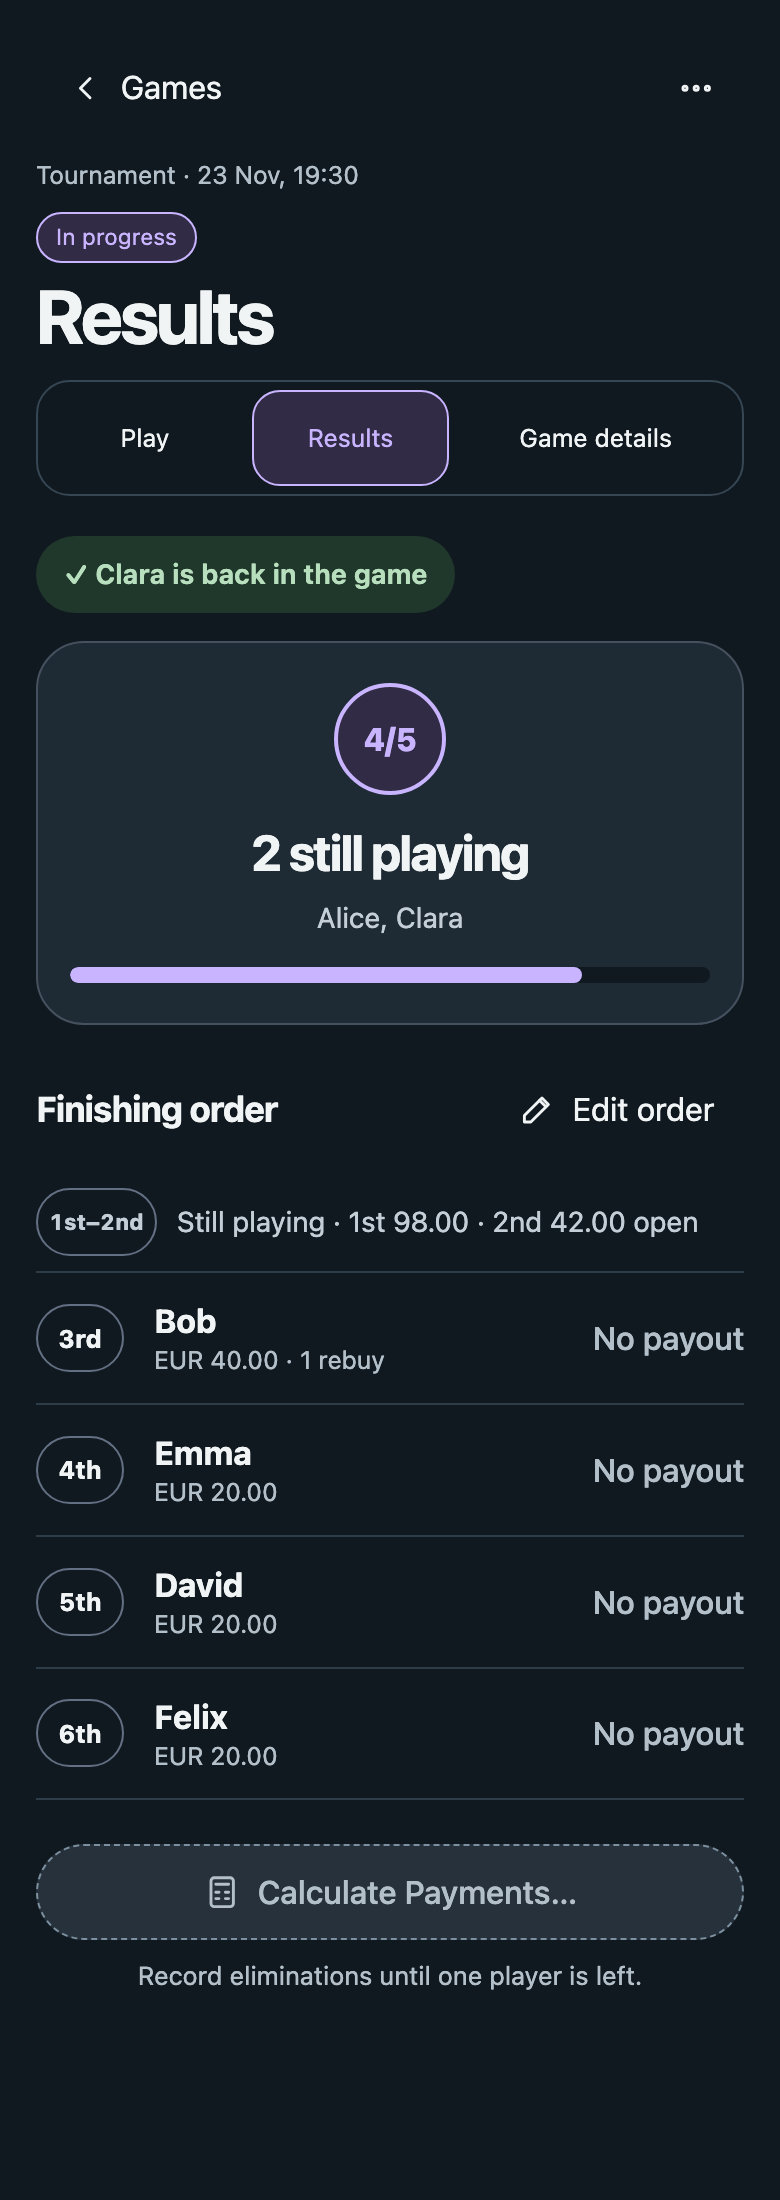 Games
Tournament · 23 Nov, 19:30
In progress
Results
Play
Results
Game details
✓ Clara is back in the game
4/5
2 still playing
Alice, Clara
Finishing order
Edit order
1st–2nd
Still playing · 1st 98.00 · 2nd 42.00 open
3rd
Bob
EUR 40.00 · 1 rebuy
No payout
4th
Emma
EUR 20.00
No payout
5th
David
EUR 20.00
No payout
6th
Felix
EUR 20.00
No payout
Calculate Payments...
Record eliminations until one player is left.